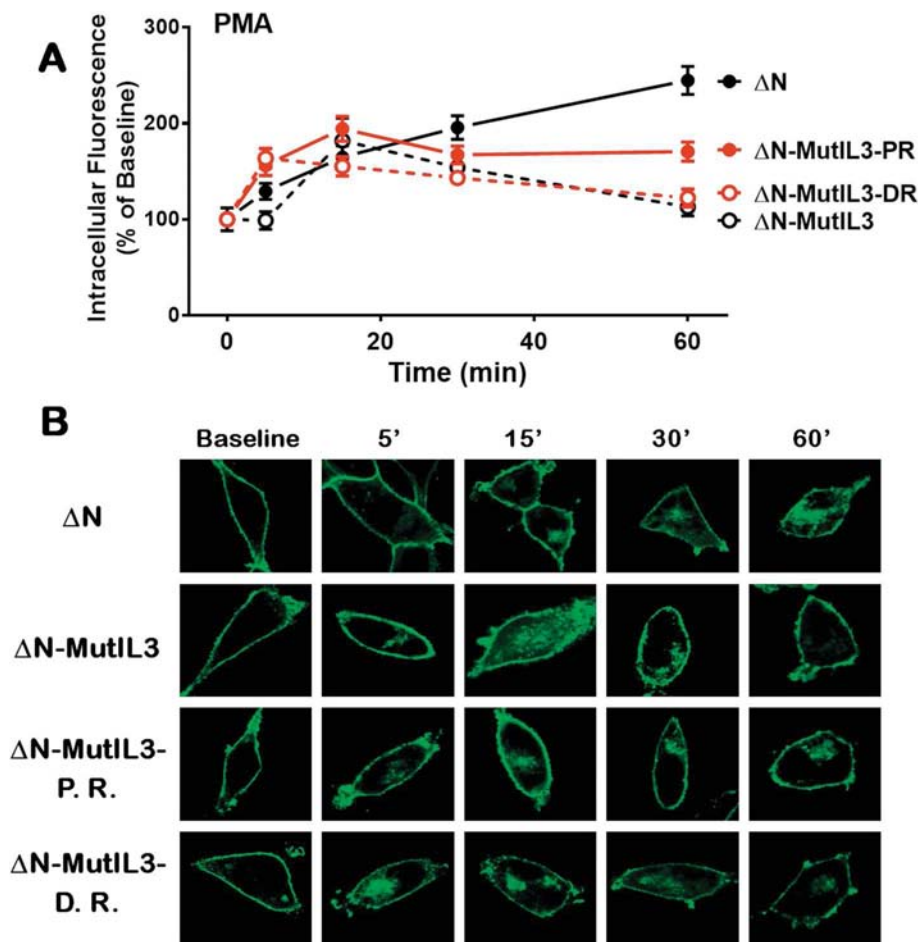 A
PMA
Intracellular Fluorescence
(% of Baseline)
300
200
100
0
0 20 40 60
Time (min)
ΔN
ΔN-MutIL3-PR
ΔN-MutIL3-DR
ΔN-MutIL3
B
Baseline 5’ 15’ 30’ 60’
ΔN
ΔN-MutIL3
ΔN-MutIL3-
P. R.
ΔN-MutIL3-
D. R.